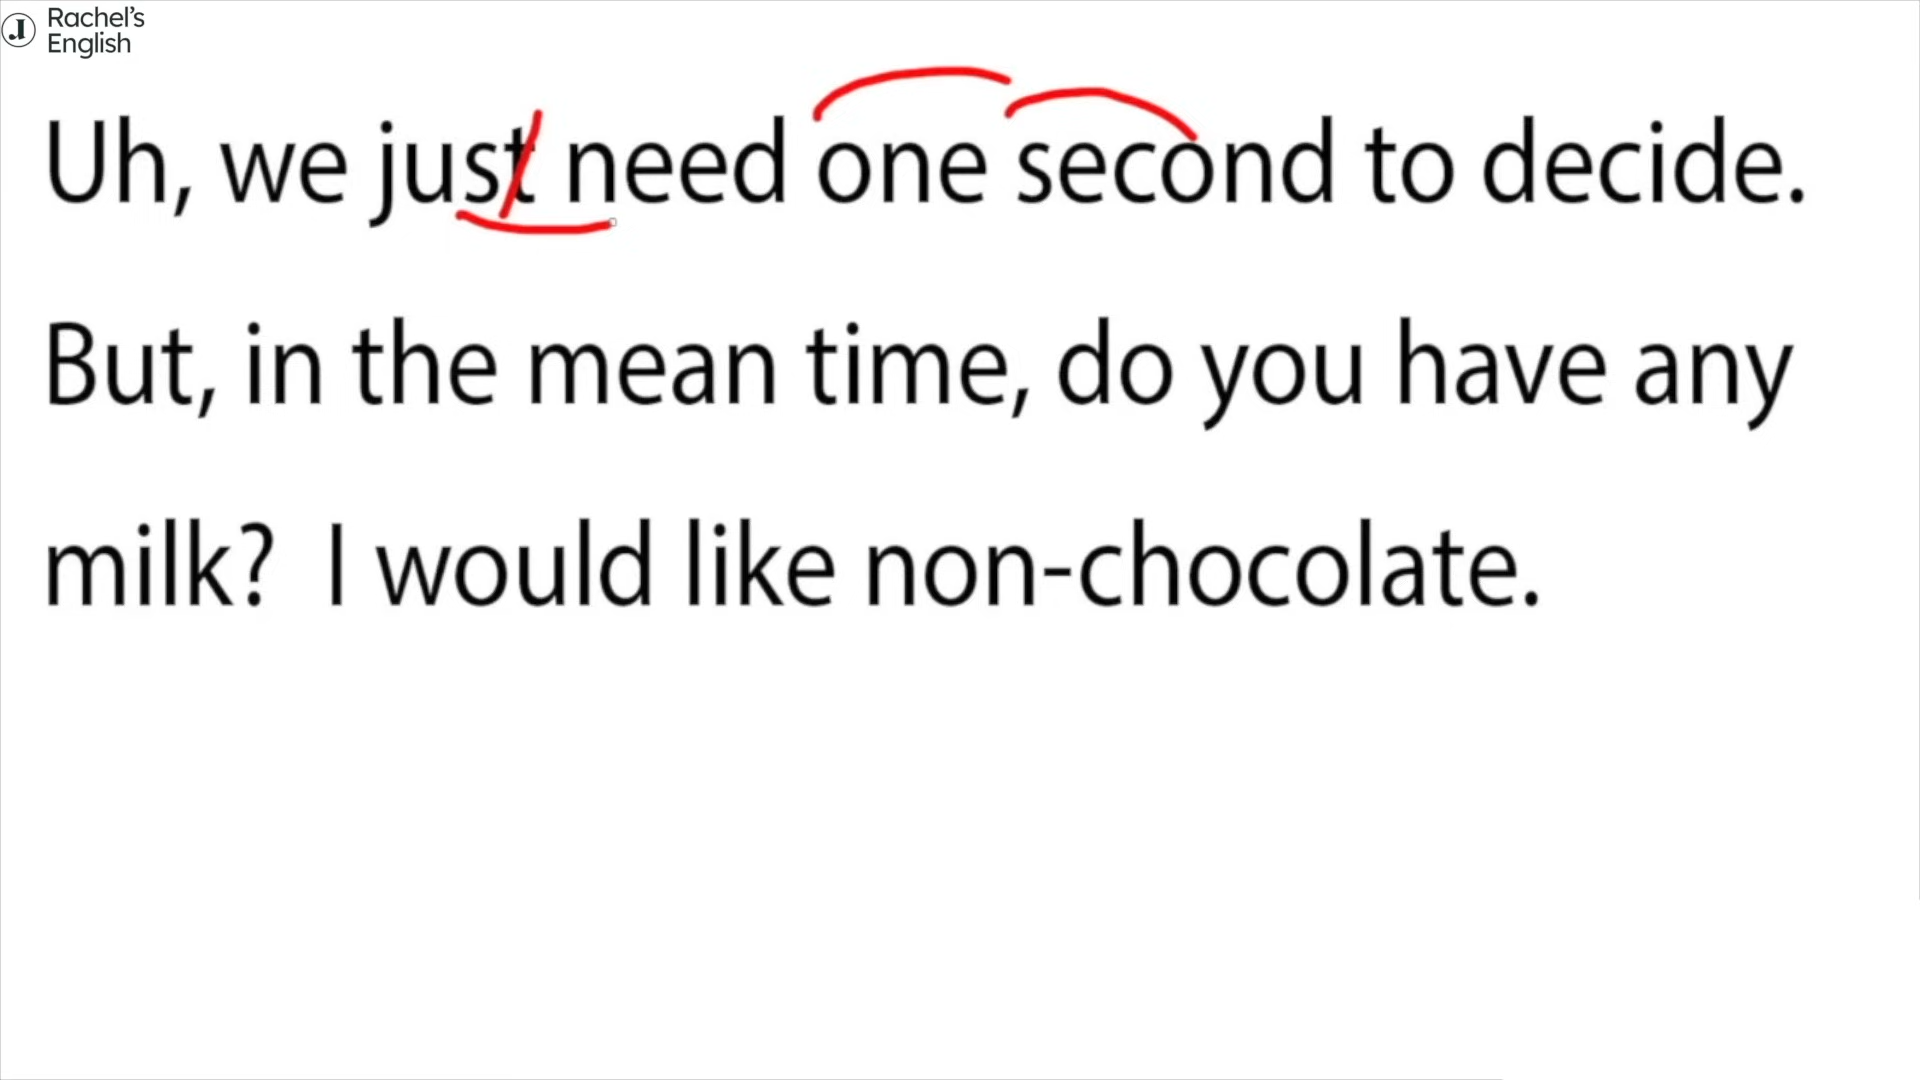 Rachel's
English
Uh, we just need one second to decide.
But, in the mean time, do you have any
milk?  I would like non-chocolate.